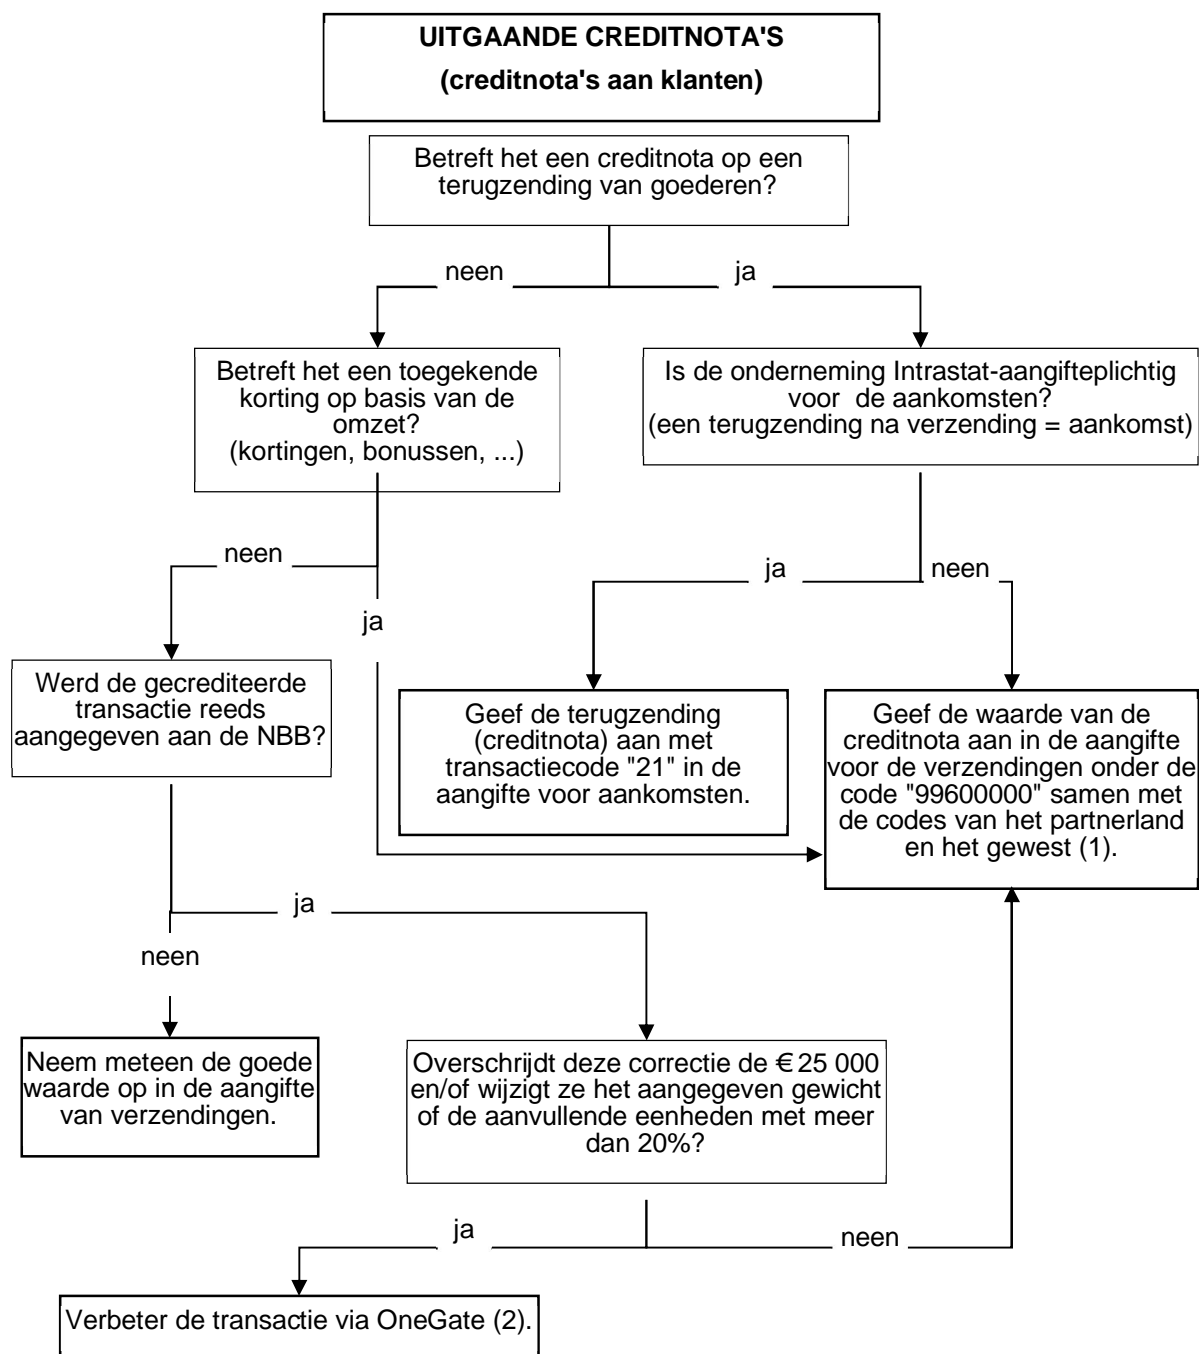 UITGAANDE CREDITNOTA'S
(creditnota's aan klanten)
Betreft het een creditnota op een
terugzending van goederen?
neen
ja
Betreft het een toegekende
korting op basis van de
omzet?
(kortingen, bonussen, ...)
Is de onderneming Intrastat-aangifteplichtig
voor de aankomsten?
(een terugzending na verzending = aankomst)
neen
ja
ja
neen
Werd de gecrediteerde
transactie reeds
aangegeven aan de NBB?
Geef de terugzending
(creditnota) aan met
transactiecode "21" in de
aangifte voor aankomsten.
Geef de waarde van de
creditnota aan in de aangifte
voor de verzendingen onder de
code "99600000" samen met
de codes van het partnerland
en het gewest (1).
ja
neen
Neem meteen de goede
waarde op in de aangifte
van verzendingen.
Overschrijdt deze correctie de € 25 000
en/of wijzigt ze het aangegeven gewicht
of de aanvullende eenheden met meer
dan 20%?
ja
neen
Verbeter de transactie via OneGate (2).